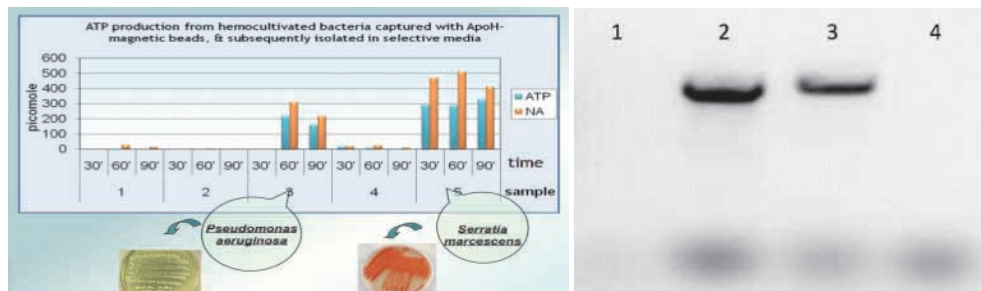 ATP production from hemocultivated bacteria captured with ApoH-
magnetic beads, & subsequently isolated in selective media
600
500
400
300
200
100
0
picomole
ATP
NA
30' 60' 90' 30' 60' 90' 30' 60' 90' 30' 60' 90' 30' 60' 90' time
1 2 3 4 5 sample
Pseudomonas
aeruginosa
Serratia
marcescens
1 2 3 4